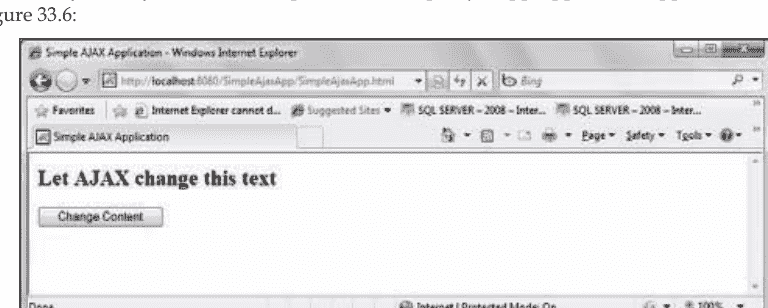 gure 33.6:
Simple AJAX Application - Windows Internet Explorer
http://localhost:8080/SimpleAjaxApp/SimpleAjaxApp.html
Bing
Favorites Internet Explorer cannot d... Suggested Sites SQL SERVER – 2008 – Inter... SQL SERVER – 2008 – Inter...
Simple AJAX Application Page Safety Tools
Let AJAX change this text
Change Content
Done Internet | Protected Mode: On 100%